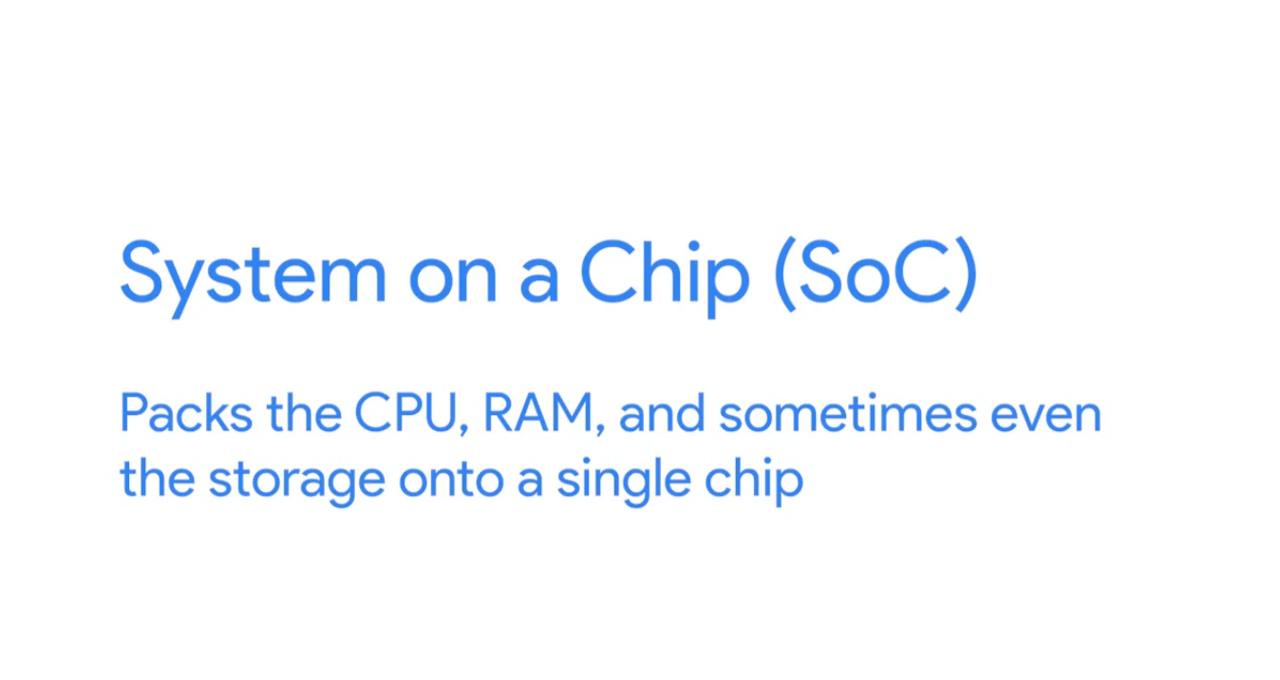 System on a Chip (SoC)
Packs the CPU, RAM, and sometimes even
the storage onto a single chip